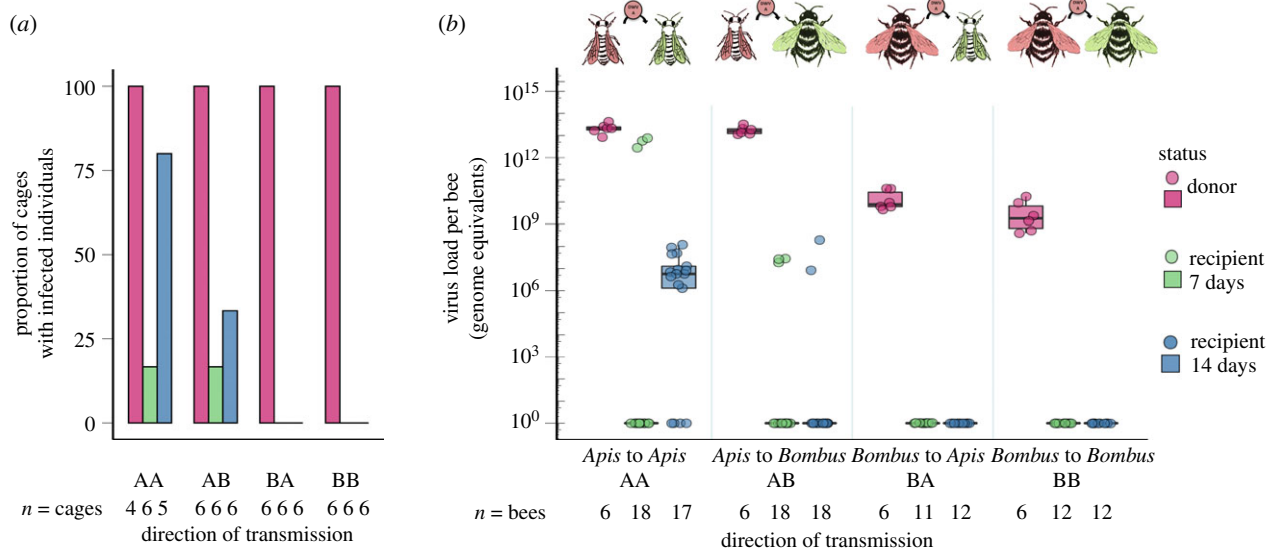 (a)
proportion of cages
with infected individuals
100
75
50
25
0
AA AB BA BB
n = cages 4 6 5 6 6 6 6 6 6 6 6 6
direction of transmission
(b)
virus load per bee
(genome equivalents)
10^15
10^12
10^9
10^6
10^3
10^0
Apis to Apis Apis to Bombus Bombus to Apis Bombus to Bombus
AA AB BA BB
n = bees 6 18 17 6 18 18 6 11 12 6 12 12
direction of transmission
status
donor
recipient
7 days
recipient
14 days